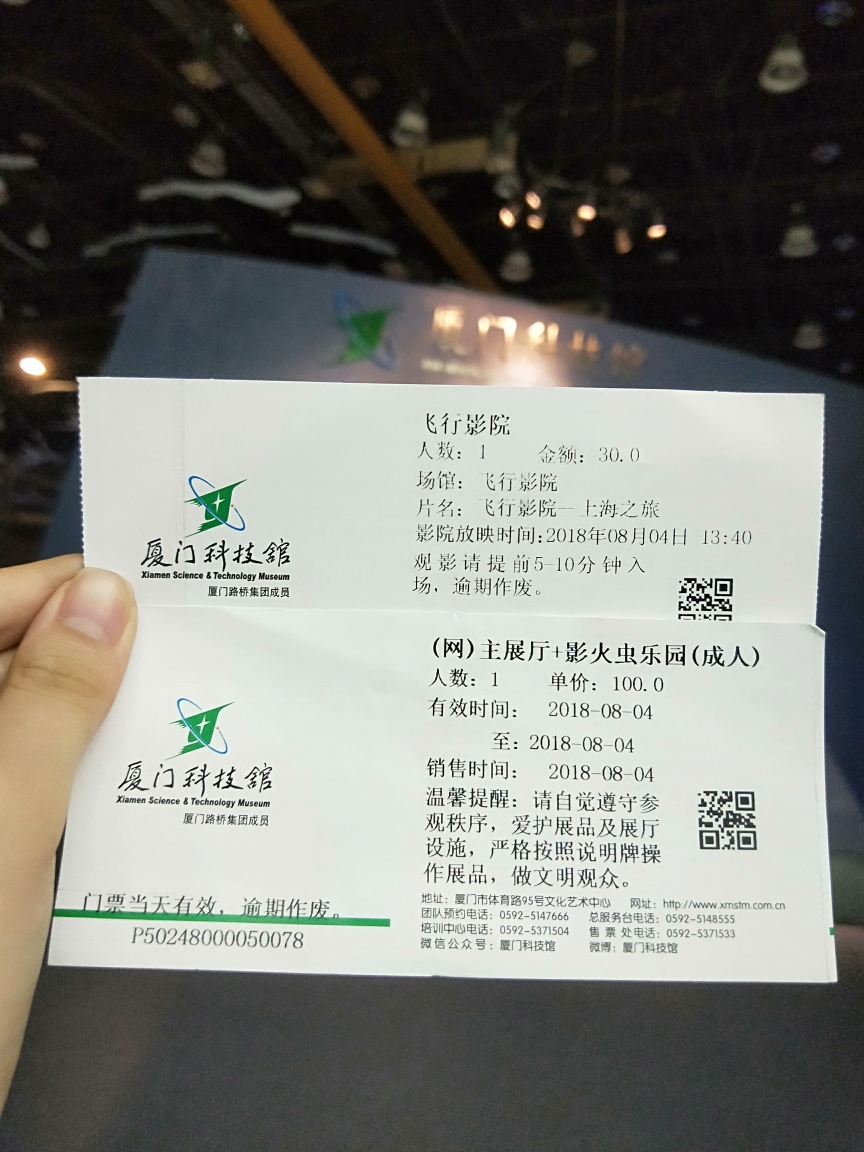 厦门科技馆
飞行影院
人数：1 金额：30.0
场馆：飞行影院
片名：飞行影院—上海之旅
影院放映时间:2018年08月04日 13:40
观影请提前5-10分钟入
场，逾期作废。
厦门科技馆
Xiamen Science & Technology Museum
厦门路桥集团成员
(网)主展厅+影火虫乐园(成人)
人数：1 单价：100.0
有效时间： 2018-08-04
至：2018-08-04
销售时间： 2018-08-04
温馨提醒：请自觉遵守参
观秩序，爱护展品及展厅
设施，严格按照说明牌操
作展品，做文明观众。
厦门科技馆
Xiamen Science & Technology Museum
厦门路桥集团成员
门票当天有效，逾期作废。
P50248000050078
地址：厦门市体育路95号文化艺术中心 网址：http://www.xmstm.com.cn
团队预约电话：0592-5147666 总服务台电话：0592-5148555
培训中心电话：0592-5371504 售票处电话：0592-5371533
微信公众号：厦门科技馆 微博：厦门科技馆